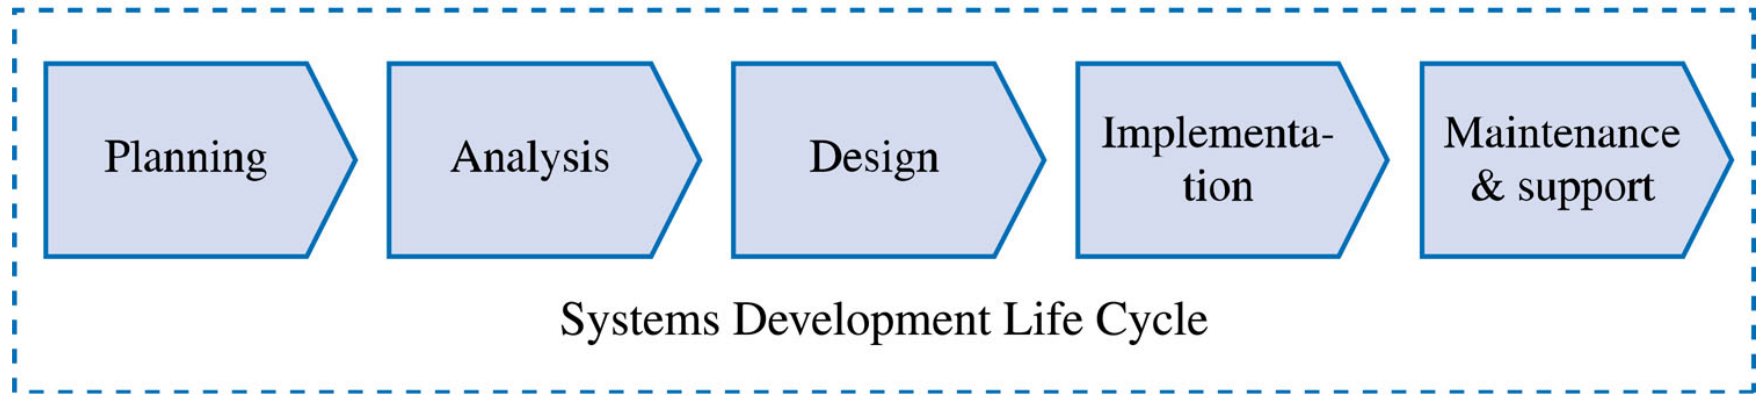 Planning
Analysis
Design
Implementa-
tion
Maintenance
& support
Systems Development Life Cycle